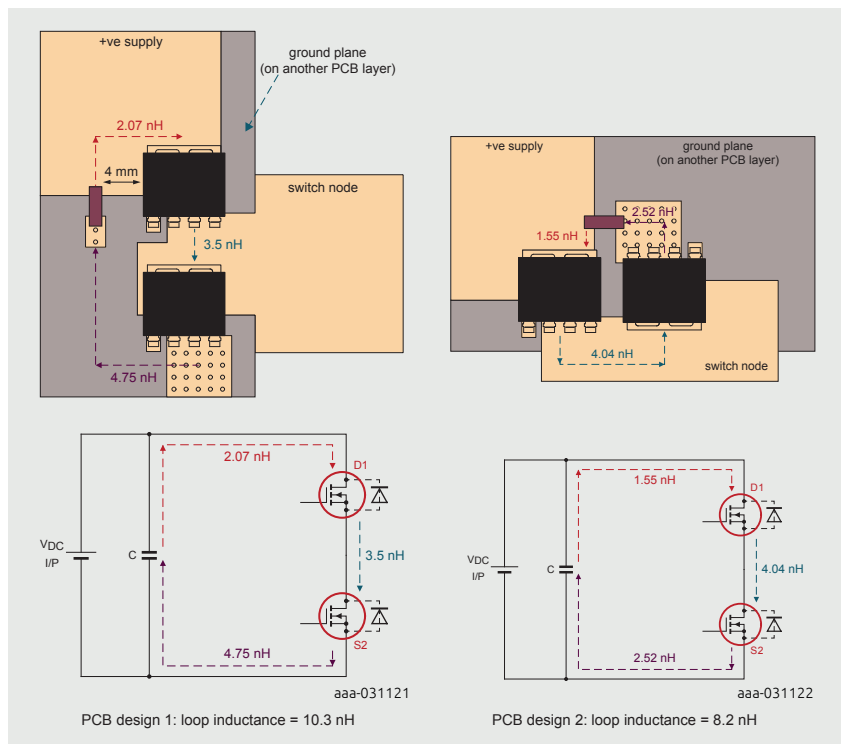 +ve supply
ground plane
(on another PCB layer)
2.07 nH
4 mm
switch node
3.5 nH
4.75 nH
+ve supply
ground plane
(on another PCB layer)
2.52 nH
1.55 nH
4.04 nH
switch node
2.07 nH
D1
VDC
I/P
C
3.5 nH
S2
4.75 nH
aaa-031121
PCB design 1: loop inductance = 10.3 nH
1.55 nH
D1
VDC
I/P
C
4.04 nH
S2
2.52 nH
aaa-031122
PCB design 2: loop inductance = 8.2 nH